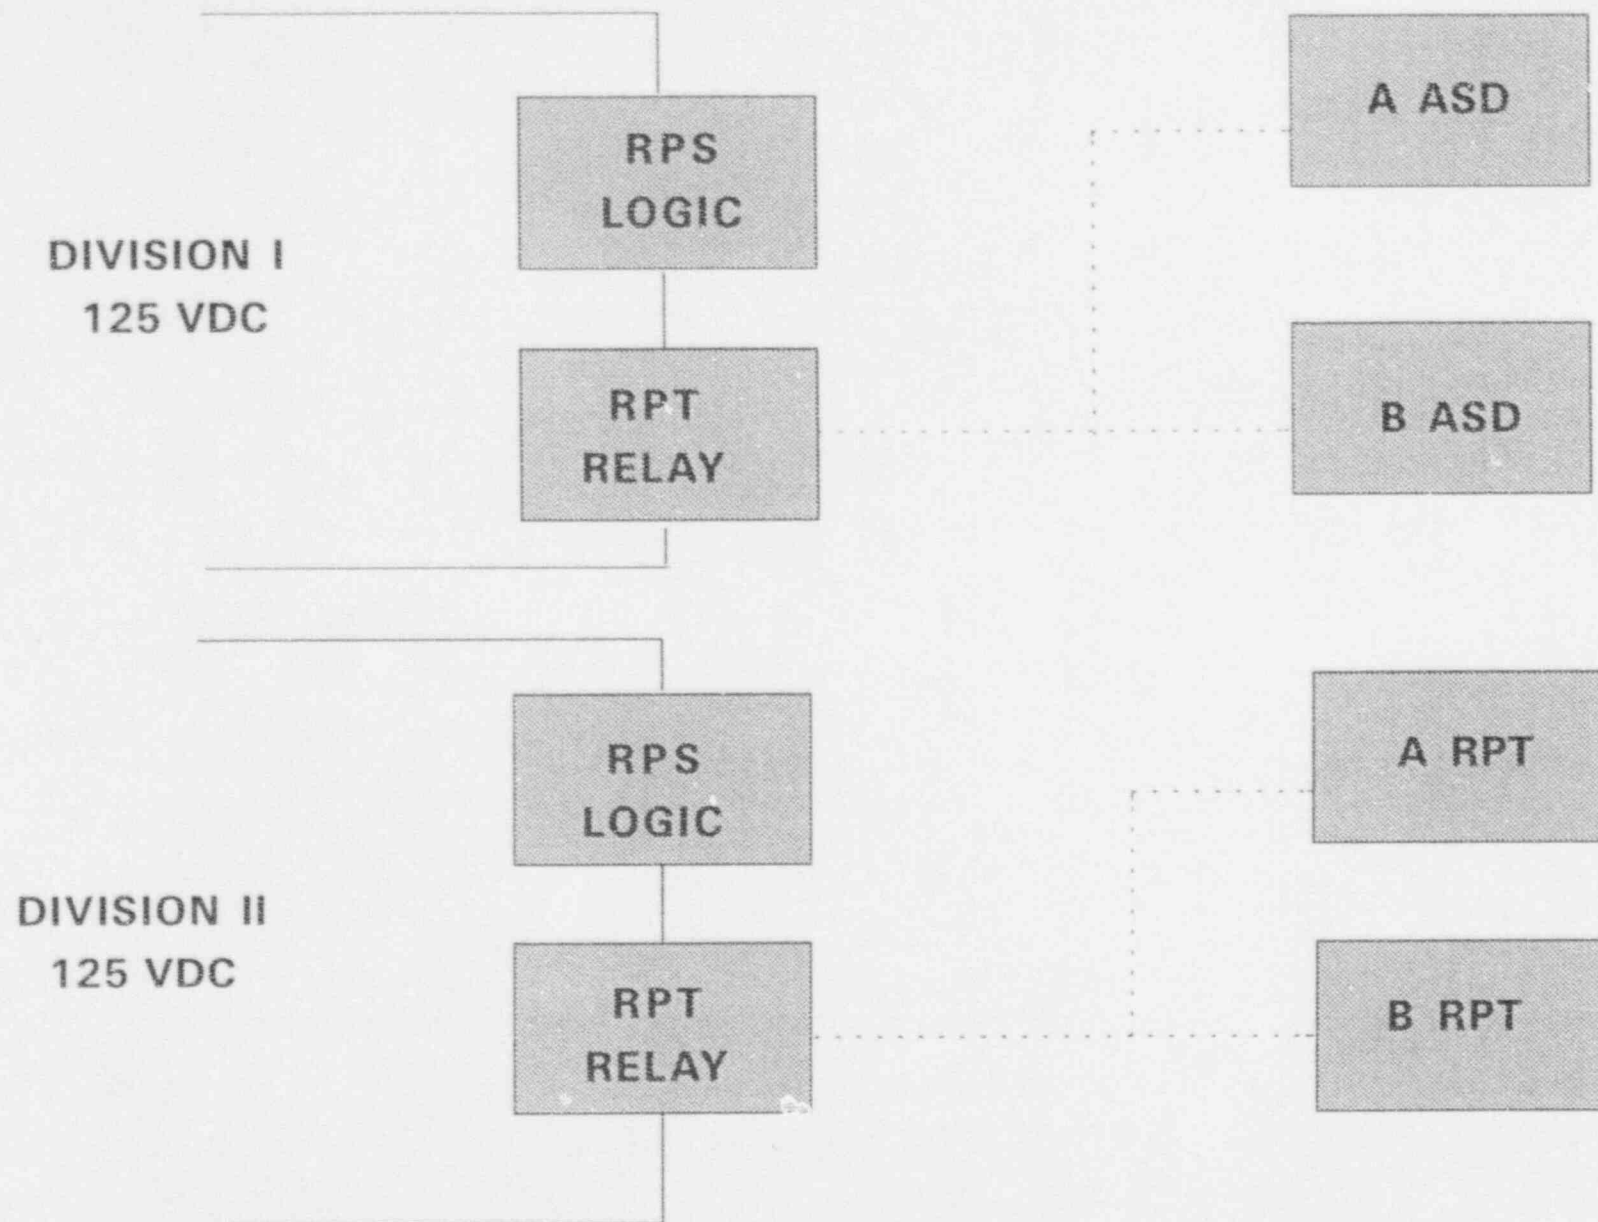 DIVISION I
125 VDC
RPS
LOGIC
RPT
RELAY
A ASD
B ASD
DIVISION II
125 VDC
RPS
LOGIC
RPT
RELAY
A RPT
B RPT